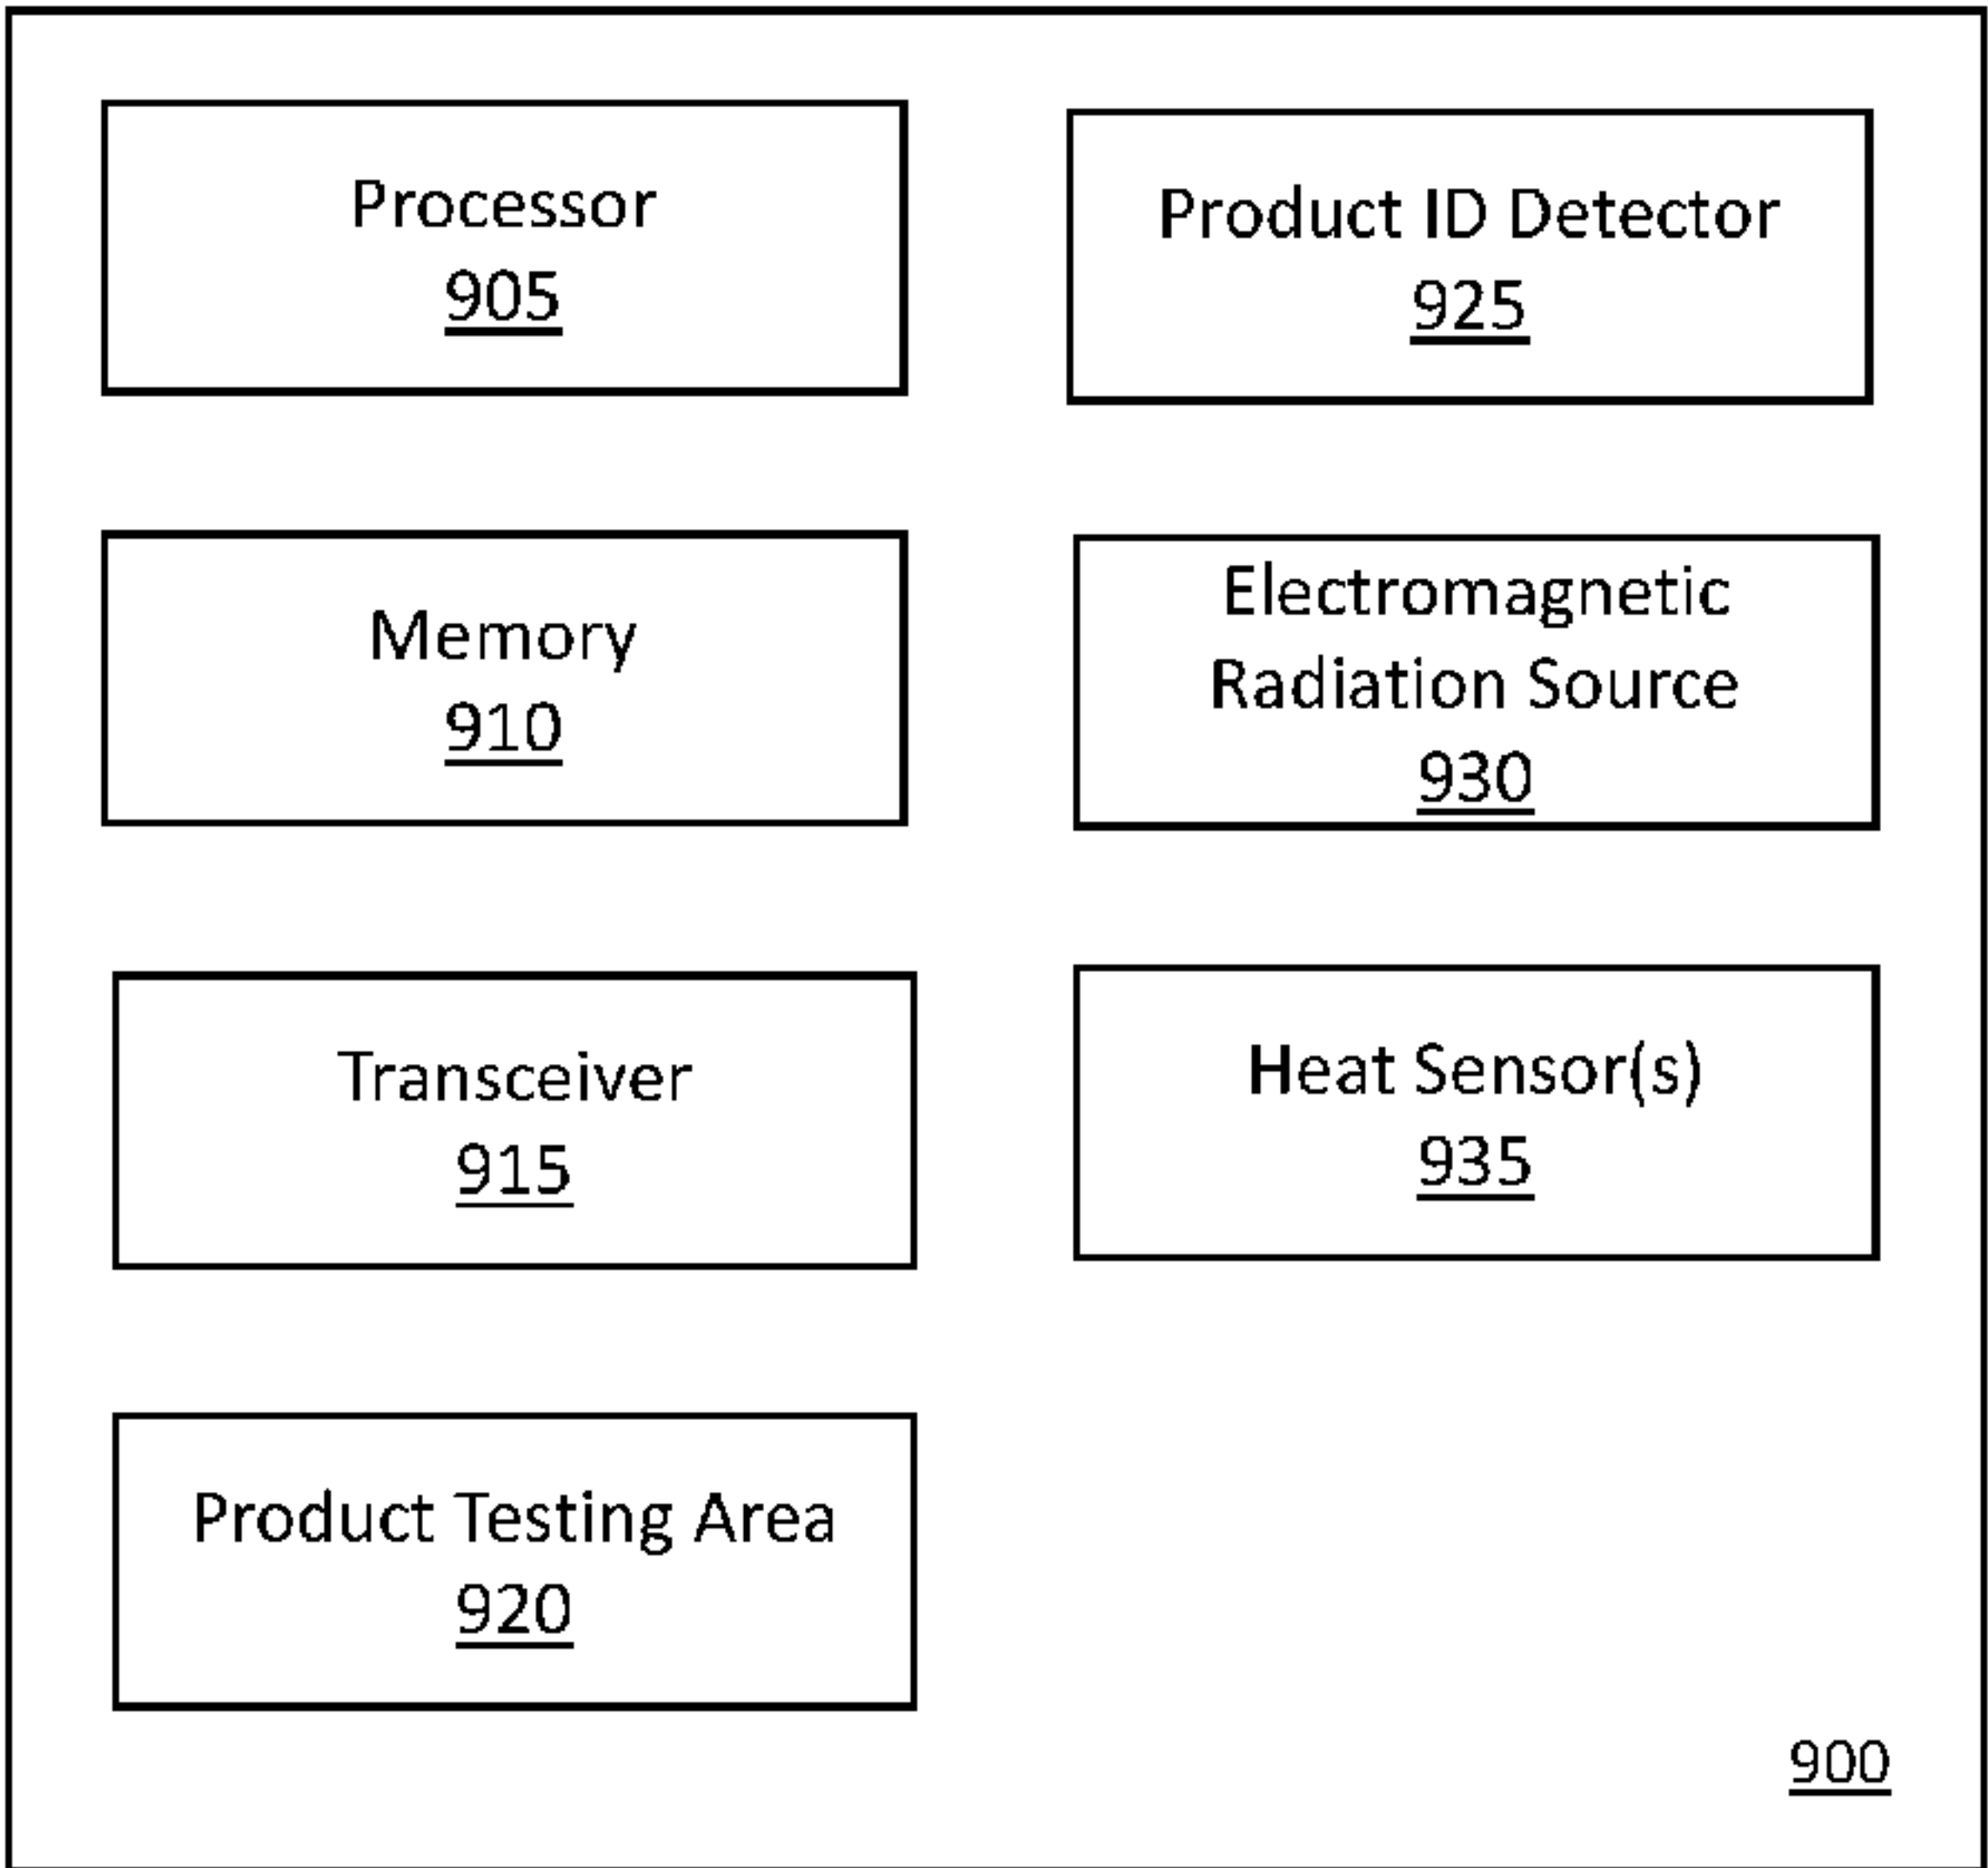 Processor
905
Memory
910
Transceiver
915
Product Testing Area
920
Product ID Detector
925
Electromagnetic
Radiation Source
930
Heat Sensor(s)
935
900